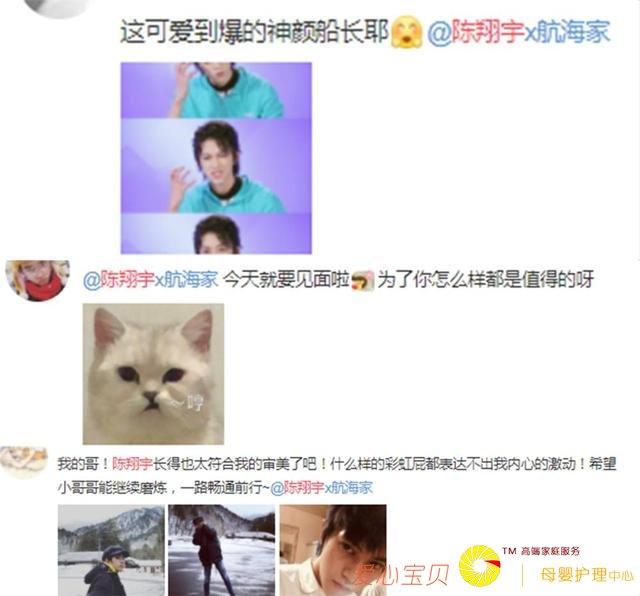 这可爱到爆的神颜船长耶 @陈翔宇x航海家
@陈翔宇x航海家 今天就要见面啦 为了你怎么样都是值得的呀
~哼
我的哥！陈翔宇长得也太符合我的审美了吧！什么样的彩虹屁都表达不出我内心的激动！希望
小哥哥能继续磨炼，一路畅通前行~@陈翔宇x航海家
爱心宝贝 TM 高端家庭服务
母婴护理中心